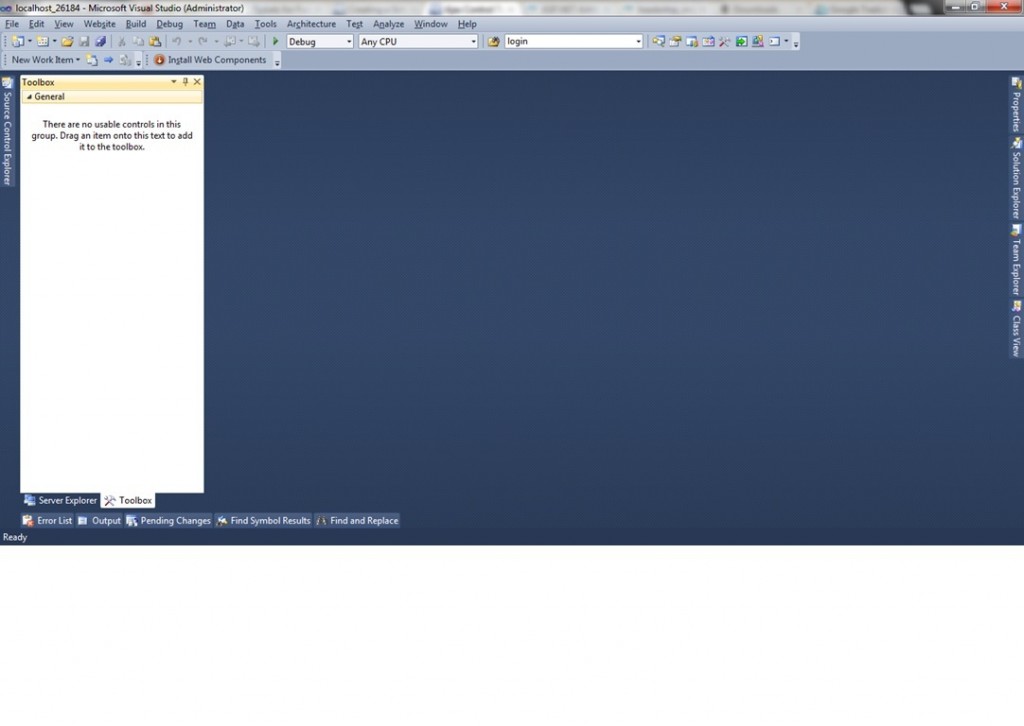 localhost_26184 - Microsoft Visual Studio (Administrator)
File Edit View Website Build Debug Team Data Tools Architecture Test Analyze Window Help
Debug Any CPU login
New Work Item Install Web Components
Source Control Explorer
Toolbox
General
There are no usable controls in this
group. Drag an item onto this text to add
it to the toolbox.
Properties
Solution Explorer
Team Explorer
Class View
Server Explorer Toolbox
Error List Output Pending Changes Find Symbol Results Find and Replace
Ready